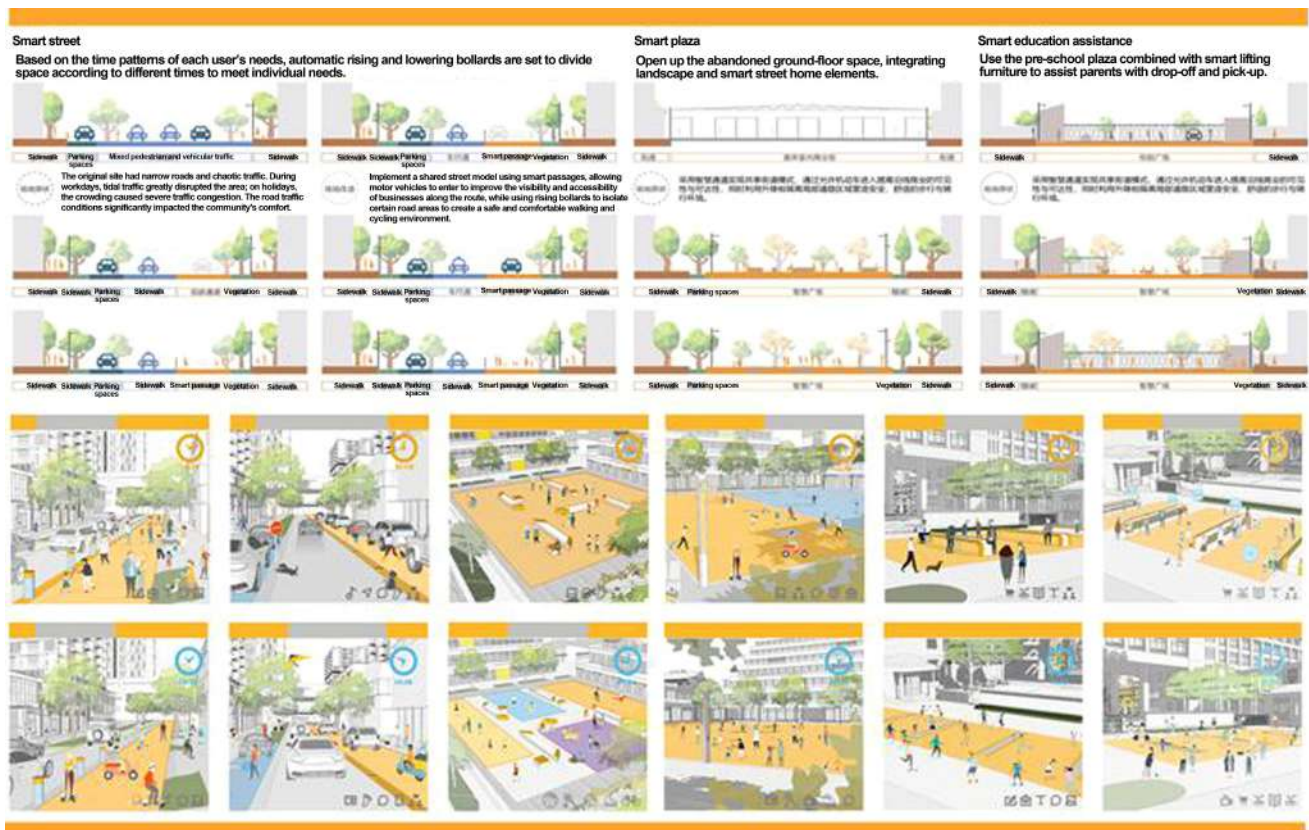 Smart street
Based on the time patterns of each user's needs, automatic rising and lowering bollards are set to divide
space according to different times to meet individual needs.
Smart plaza
Open up the abandoned ground-floor space, integrating
landscape and smart street home elements.
Smart education assistance
Use the pre-school plaza combined with smart lifting
furniture to assist parents with drop-off and pick-up.
Sidewalk Parking spaces Mixed pedestrian and vehicular traffic Sidewalk
Sidewalk Sidewalk Parking spaces Smart passage Vegetation Sidewalk
Sidewalk
The original site had narrow roads and chaotic traffic. During
workdays, tidal traffic greatly disrupted the area; on holidays,
the crowding caused severe traffic congestion. The road traffic
conditions significantly impacted the community's comfort.
Implement a shared street model using smart passages, allowing
motor vehicles to enter to improve the visibility and accessibility
of businesses along the route, while using rising bollards to isolate
certain road areas to create a safe and comfortable walking and
cycling environment.
Sidewalk Sidewalk Parking spaces Sidewalk Vegetation Sidewalk
Sidewalk Sidewalk Parking spaces Smart passage Vegetation Sidewalk
Sidewalk Parking spaces Sidewalk
Sidewalk Vegetation Sidewalk
Sidewalk Sidewalk Parking spaces Sidewalk Smart passage Vegetation Sidewalk
Sidewalk Sidewalk Parking spaces Sidewalk Smart passage Vegetation Sidewalk
Sidewalk Parking spaces Vegetation Sidewalk
Sidewalk Vegetation Sidewalk